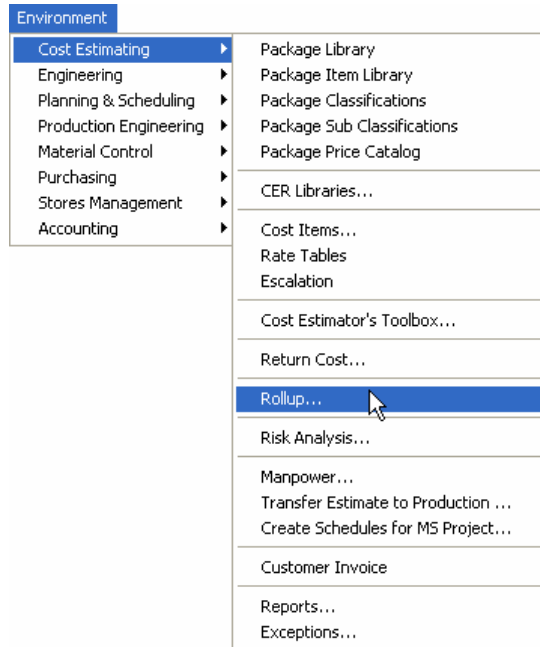 Environment
Cost Estimating
Engineering
Planning & Scheduling
Production Engineering
Material Control
Purchasing
Stores Management
Accounting
Package Library
Package Item Library
Package Classifications
Package Sub Classifications
Package Price Catalog
CER Libraries...
Cost Items...
Rate Tables
Escalation
Cost Estimator's Toolbox...
Return Cost...
Rollup...
Risk Analysis...
Manpower...
Transfer Estimate to Production ...
Create Schedules for MS Project...
Customer Invoice
Reports...
Exceptions...